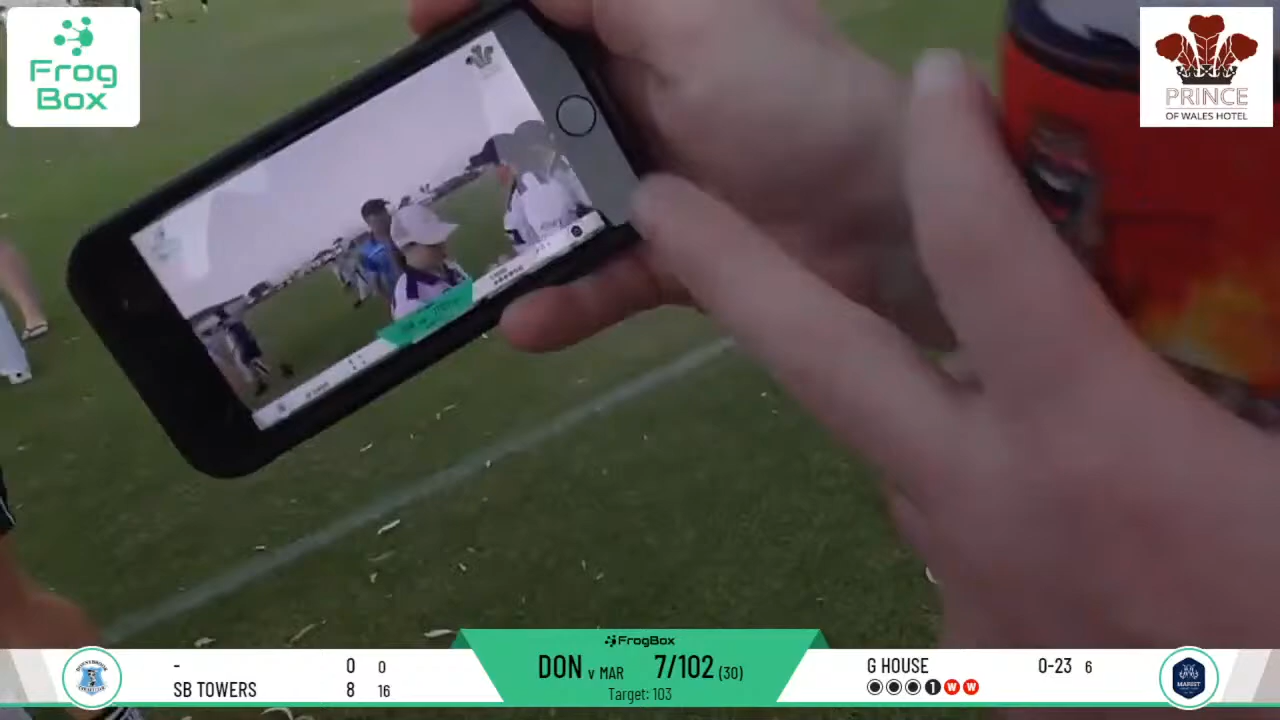 Frog
Box
PRINCE
OF WALES HOTEL
FrogBox
- 0 0
SB TOWERS 8 16
DON v MAR 7/102 (30)
Target: 103
G HOUSE 0-23 6
1 W W